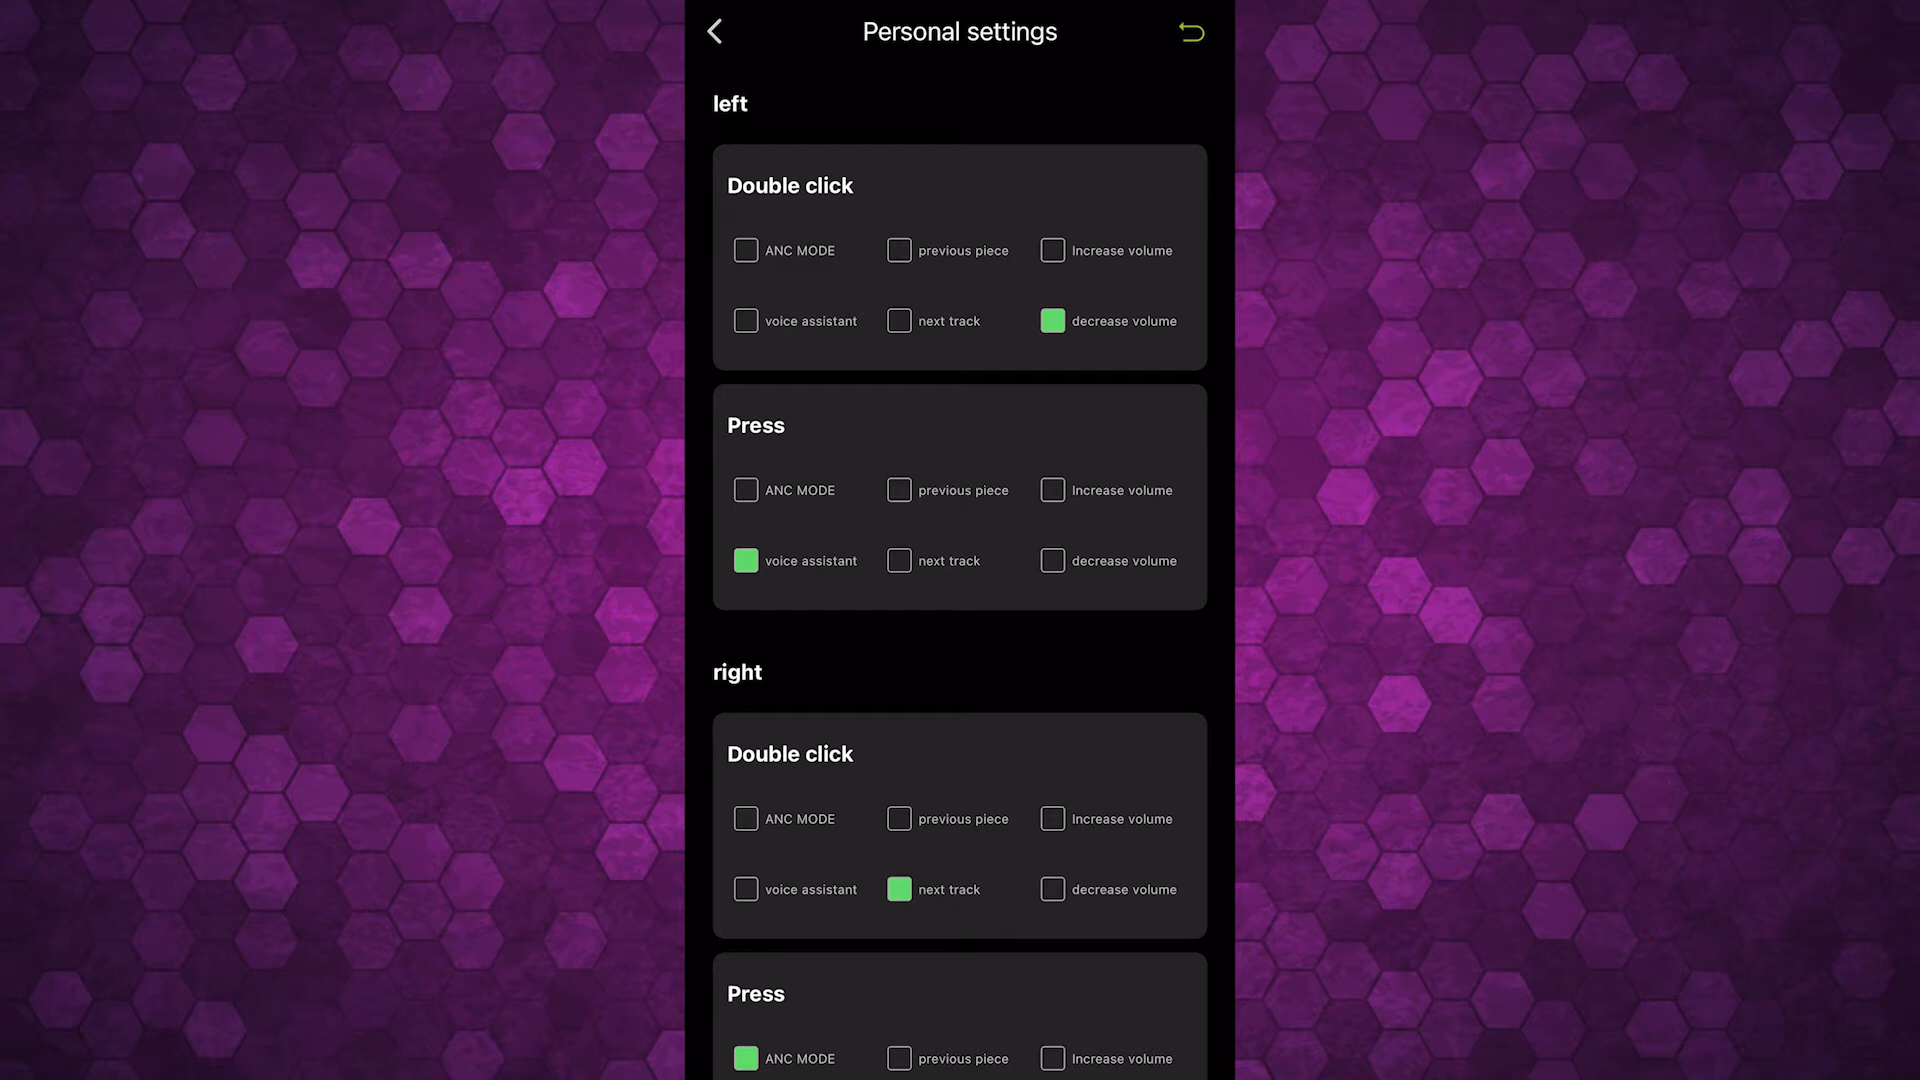 Personal settings
left
Double click
ANC MODE previous piece Increase volume
voice assistant next track decrease volume
Press
ANC MODE previous piece Increase volume
voice assistant next track decrease volume
right
Double click
ANC MODE previous piece Increase volume
voice assistant next track decrease volume
Press
ANC MODE previous piece Increase volume